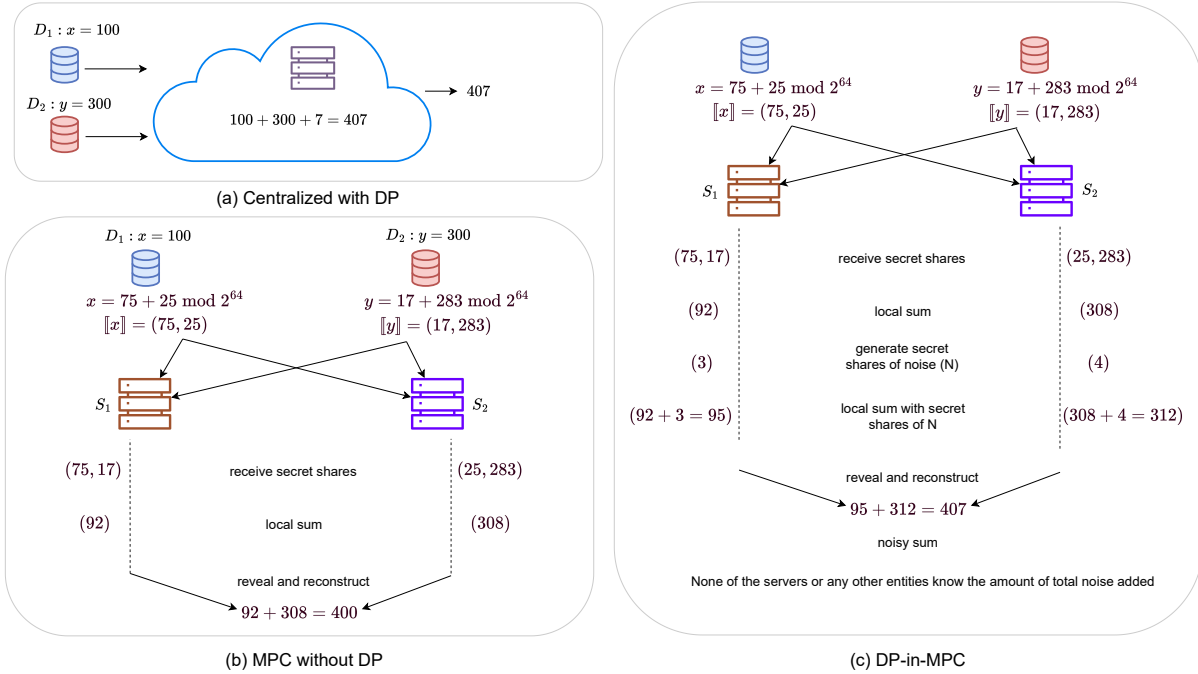 D₁ : x = 100
D₂ : y = 300
100 + 300 + 7 = 407
407
(a) Centralized with DP
D₁ : x = 100
D₂ : y = 300
x = 75 + 25 mod 2⁶⁴
y = 17 + 283 mod 2⁶⁴
⟦x⟧ = (75, 25)
⟦y⟧ = (17, 283)
S₁
S₂
(75, 17)
receive secret shares
(25, 283)
(92)
local sum
(308)
reveal and reconstruct
92 + 308 = 400
(b) MPC without DP
x = 75 + 25 mod 2⁶⁴
y = 17 + 283 mod 2⁶⁴
⟦x⟧ = (75, 25)
⟦y⟧ = (17, 283)
S₁
S₂
(75, 17)
receive secret shares
(25, 283)
(92)
local sum
(308)
(3)
generate secret
shares of noise (N)
(4)
(92 + 3 = 95)
local sum with secret
shares of N
(308 + 4 = 312)
reveal and reconstruct
95 + 312 = 407
noisy sum
None of the servers or any other entities know the amount of total noise added
(c) DP-in-MPC